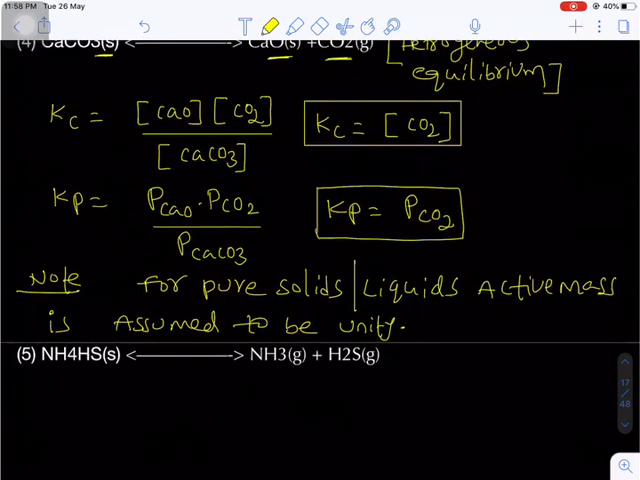 11:58 PM Tue 26 May
40%
(4) CaCO3(s) <————————> CaO(s) +CO2(g) [Hetrogeneous
equilibrium]
Kc = [CaO] [CO2] / [CaCO3] Kc = [CO2]
Kp = PCaO . PCO2 / PCaCO3 Kp = PCO2
Note for pure solids | Liquids Active mass
is Assumed to be unity.
(5) NH4HS(s) <————————> NH3(g) + H2S(g)
17
48